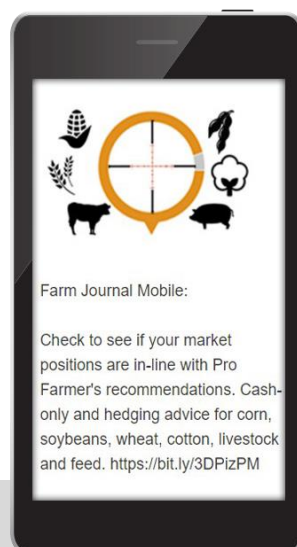 Farm Journal Mobile:
Check to see if your market
positions are in-line with Pro
Farmer's recommendations. Cash-
only and hedging advice for corn,
soybeans, wheat, cotton, livestock
and feed. https://bit.ly/3DPizPM